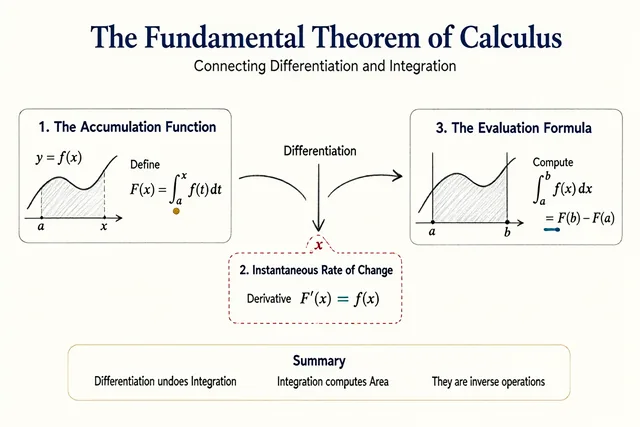 The Fundamental Theorem of Calculus
Connecting Differentiation and Integration
1. The Accumulation Function
y = f(x)
Define
F(x) = ∫ₐˣ f(t) dt
a
x
Differentiation
x
2. Instantaneous Rate of Change
Derivative F′(x) = f(x)
3. The Evaluation Formula
Compute
∫ₐᵇ f(x) dx
= F(b) − F(a)
a
b
Summary
Differentiation undoes Integration
Integration computes Area
They are inverse operations